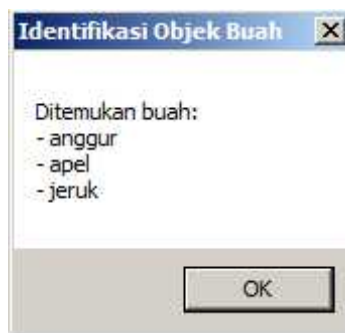 Identifikasi Objek Buah
Ditemukan buah:
- anggur
- apel
- jeruk
OK